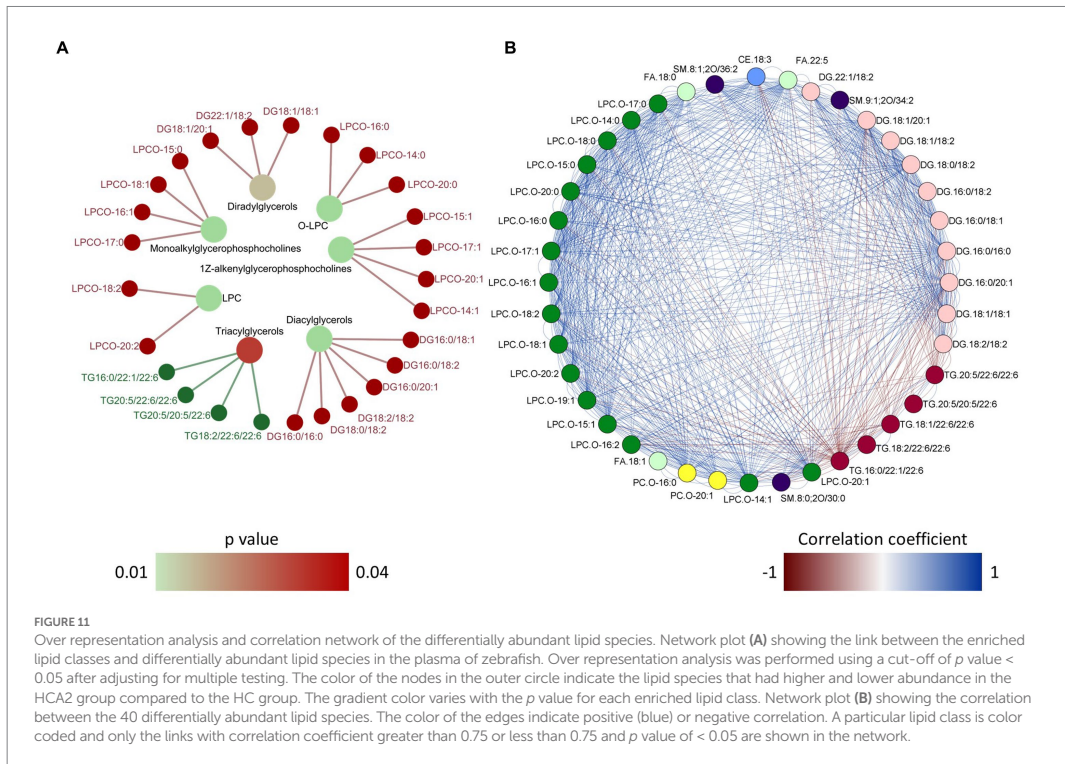 A
DG22:1/18:2
DG18:1/18:1
DG18:1/20:1
LPCO-16:0
LPCO-15:0
LPCO-14:0
LPCO-18:1
LPCO-20:0
Diradylglycerols
LPCO-16:1
O-LPC
LPCO-15:1
LPCO-17:0
Monoalkylglycerophosphocholines
LPCO-17:1
1Z-alkenylglycerophosphocholines
LPCO-20:1
LPCO-18:2
LPC
LPCO-14:1
Diacylglycerols
Triacylglycerols
DG16:0/18:1
LPCO-20:2
DG16:0/18:2
TG16:0/22:1/22:6
DG16:0/20:1
TG20:5/22:6/22:6
DG18:2/18:2
TG20:5/20:5/22:6
DG18:0/18:2
TG18:2/22:6/22:6
DG16:0/16:0
p value
0.01
0.04
B
CE.18:3
FA.22:5
DG.22:1/18:2
SM.9:1;2O/34:2
DG.18:1/20:1
DG.18:1/18:2
DG.18:0/18:2
DG.16:0/18:2
DG.16:0/18:1
DG.16:0/16:0
DG.16:0/20:1
DG.18:1/18:1
DG.18:2/18:2
TG.20:5/22:6/22:6
TG.20:5/20:5/22:6
TG.18:1/22:6/22:6
TG.18:2/22:6/22:6
TG.16:0/22:1/22:6
LPC.O-20:1
SM.8:0;2O/30:0
LPC.O-14:1
PC.O-20:1
PC.O-16:0
FA.18:1
LPC.O-16:2
LPC.O-15:1
LPC.O-19:1
LPC.O-20:2
LPC.O-18:1
LPC.O-18:2
LPC.O-16:1
LPC.O-17:1
LPC.O-16:0
LPC.O-20:0
LPC.O-15:0
LPC.O-18:0
LPC.O-14:0
LPC.O-17:0
FA.18:0
SM.8:1;2O/36:2
Correlation coefficient
-1
1
FIGURE 11
Over representation analysis and correlation network of the differentially abundant lipid species. Network plot (A) showing the link between the enriched
lipid classes and differentially abundant lipid species in the plasma of zebrafish. Over representation analysis was performed using a cut-off of p value <
0.05 after adjusting for multiple testing. The color of the nodes in the outer circle indicate the lipid species that had higher and lower abundance in the
HCA2 group compared to the HC group. The gradient color varies with the p value for each enriched lipid class. Network plot (B) showing the correlation
between the 40 differentially abundant lipid species. The color of the edges indicate positive (blue) or negative correlation. A particular lipid class is color
coded and only the links with correlation coefficient greater than 0.75 or less than 0.75 and p value of < 0.05 are shown in the network.